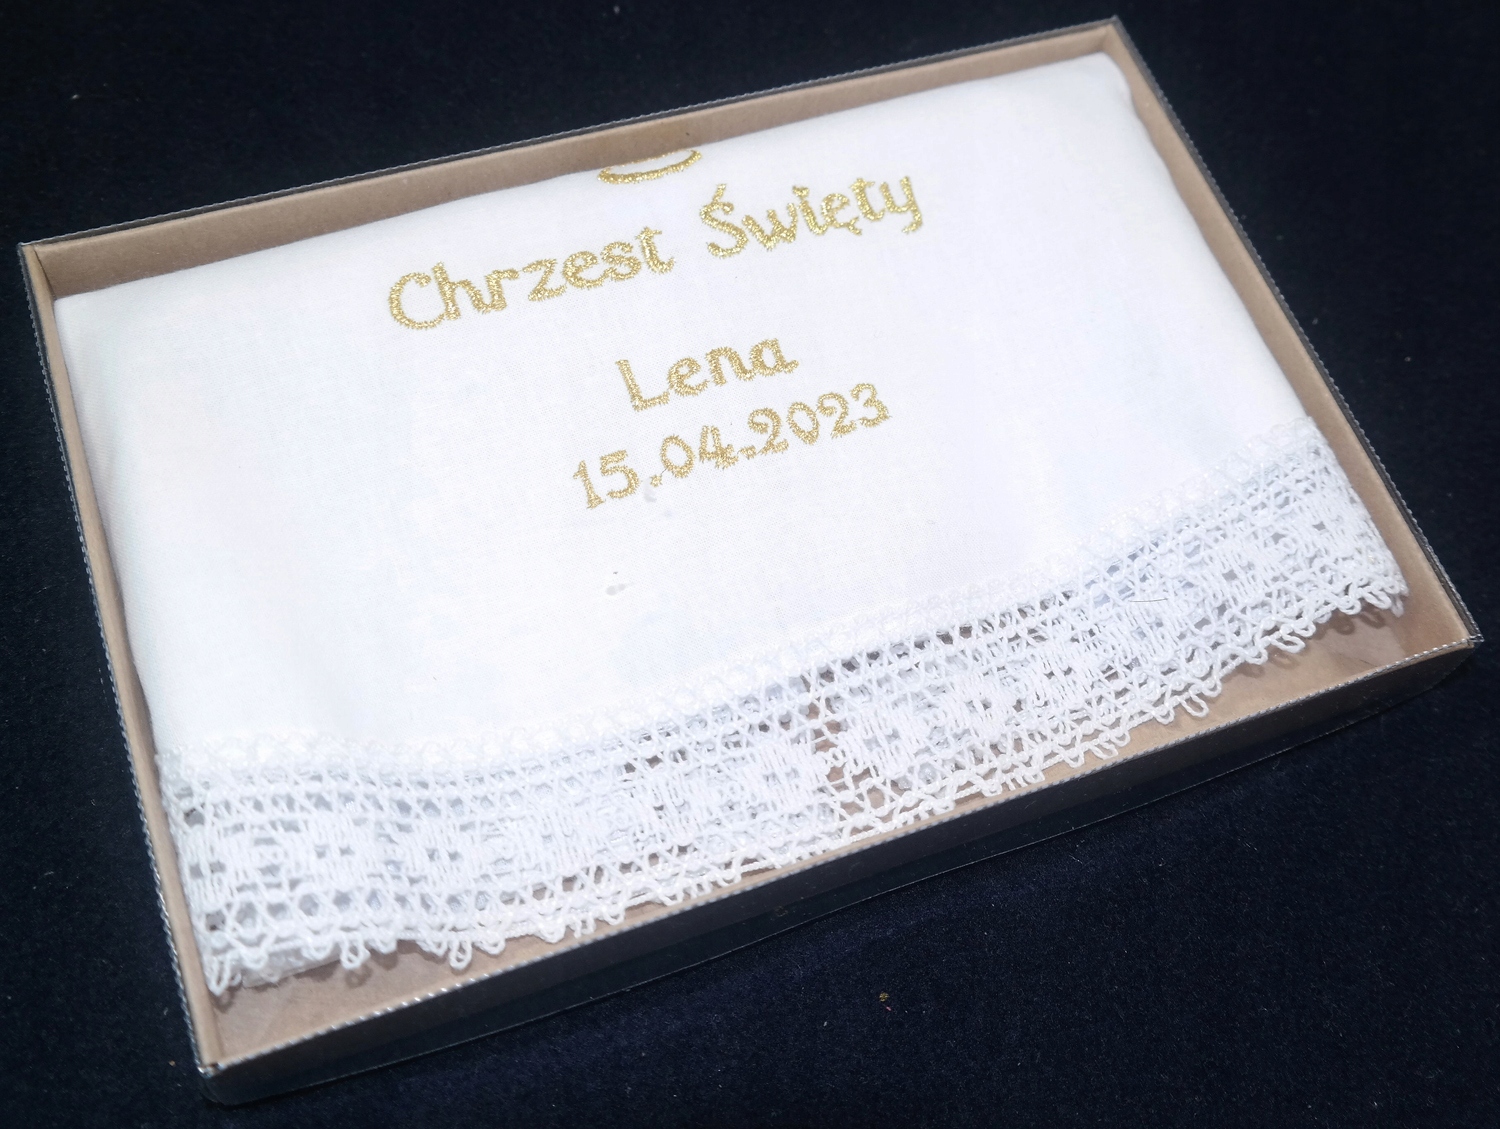 Chrzest Święty
Lena
15.04.2023